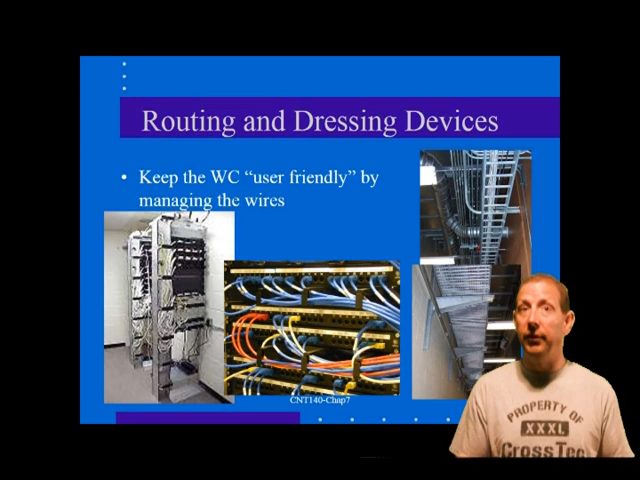 Routing and Dressing Devices
• Keep the WC “user friendly” by
managing the wires
CNT140-Chap7
PROPERTY OF
XXXL
CrossTec